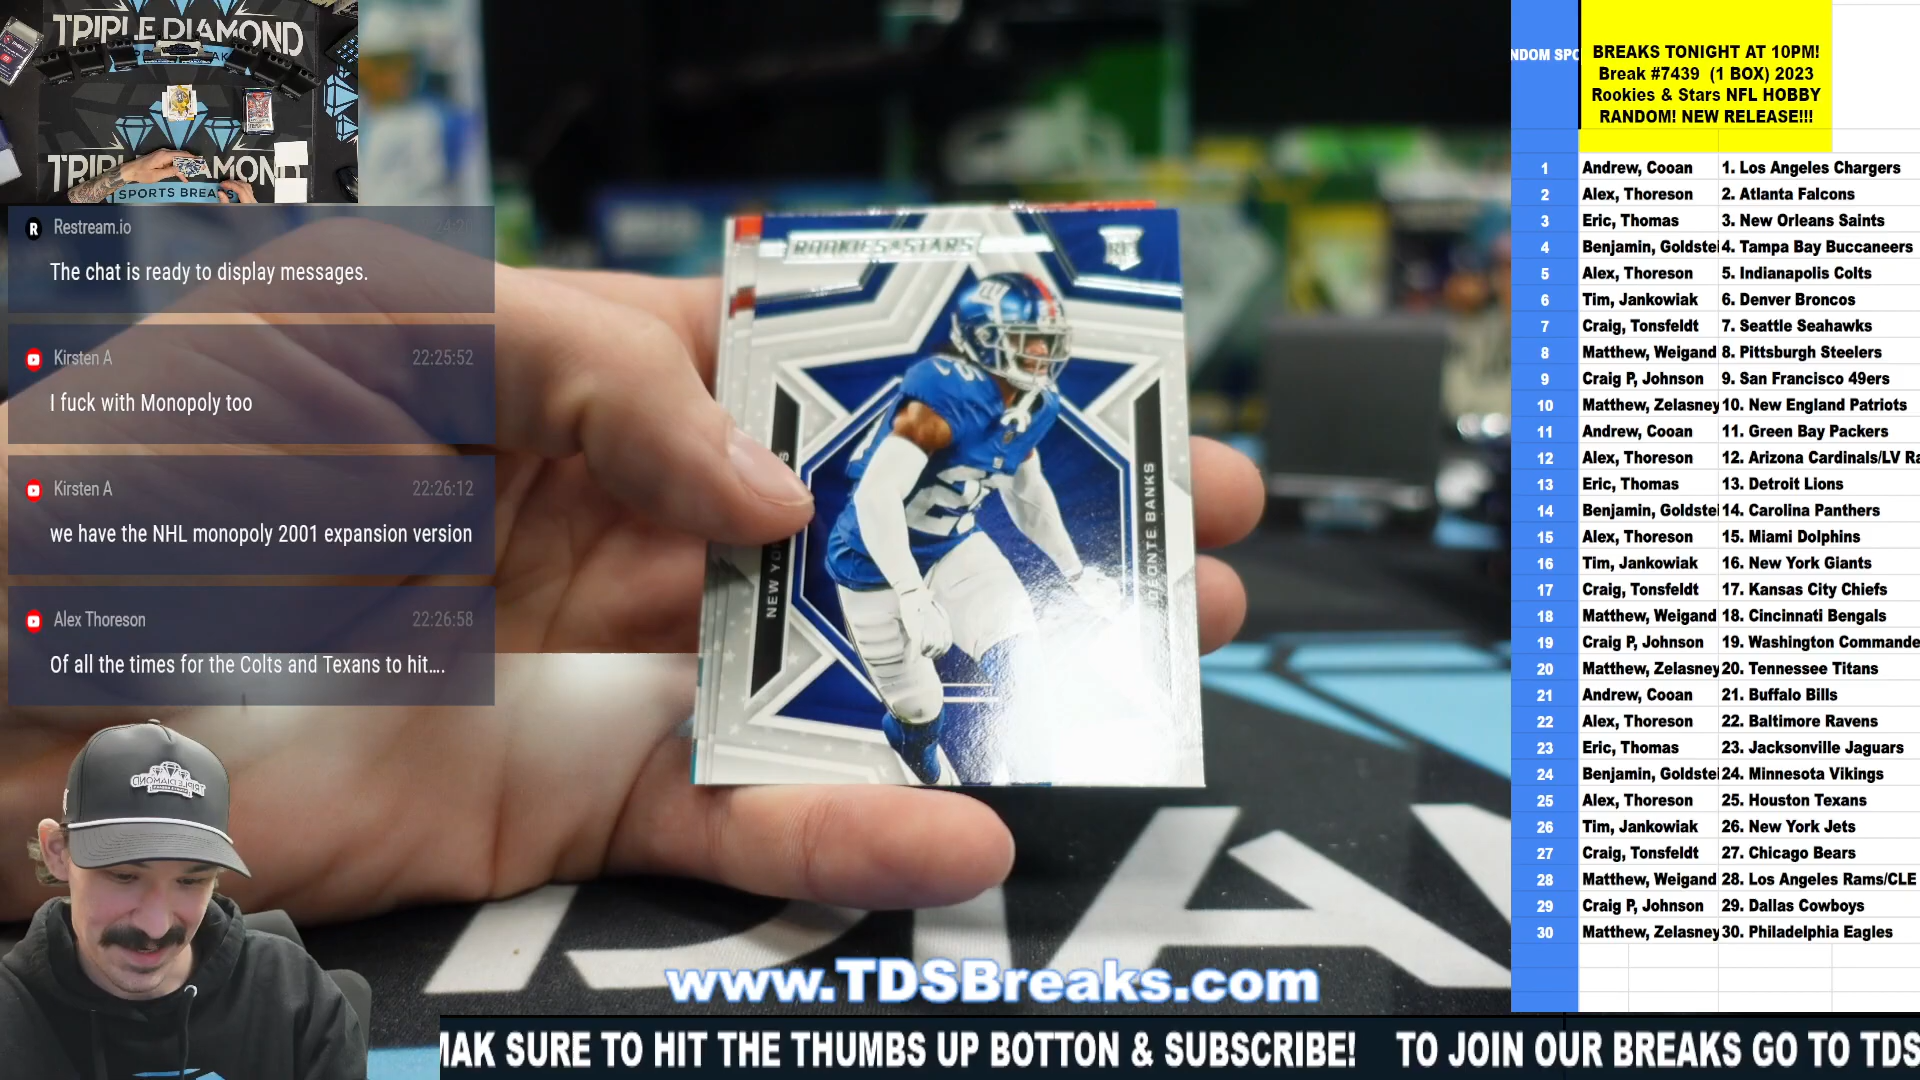 TRIPLE DIAMOND
TRIPLE DIAMOND
SPORTS BREAKS
R Restream.io
The chat is ready to display messages.
Kirsten A 22:25:52
I fuck with Monopoly too
Kirsten A 22:26:12
we have the NHL monopoly 2001 expansion version
Alex Thoreson 22:26:58
Of all the times for the Colts and Texans to hit....
ROOKIES & STARS
NEW YO
DEONTE BANKS
TRIPLE DIAMOND
www.TDSBreaks.com
MAK SURE TO HIT THE THUMBS UP BOTTON & SUBSCRIBE! TO JOIN OUR BREAKS GO TO TDS
NDOM SPO
BREAKS TONIGHT AT 10PM!
Break #7439 (1 BOX) 2023
Rookies & Stars NFL HOBBY
RANDOM! NEW RELEASE!!!
1 Andrew, Cooan 1. Los Angeles Chargers
2 Alex, Thoreson 2. Atlanta Falcons
3 Eric, Thomas 3. New Orleans Saints
4 Benjamin, Goldstei 4. Tampa Bay Buccaneers
5 Alex, Thoreson 5. Indianapolis Colts
6 Tim, Jankowiak 6. Denver Broncos
7 Craig, Tonsfeldt 7. Seattle Seahawks
8 Matthew, Weigand 8. Pittsburgh Steelers
9 Craig P, Johnson 9. San Francisco 49ers
10 Matthew, Zelasney 10. New England Patriots
11 Andrew, Cooan 11. Green Bay Packers
12 Alex, Thoreson 12. Arizona Cardinals/LV Ra
13 Eric, Thomas 13. Detroit Lions
14 Benjamin, Goldstei 14. Carolina Panthers
15 Alex, Thoreson 15. Miami Dolphins
16 Tim, Jankowiak 16. New York Giants
17 Craig, Tonsfeldt 17. Kansas City Chiefs
18 Matthew, Weigand 18. Cincinnati Bengals
19 Craig P, Johnson 19. Washington Commande
20 Matthew, Zelasney 20. Tennessee Titans
21 Andrew, Cooan 21. Buffalo Bills
22 Alex, Thoreson 22. Baltimore Ravens
23 Eric, Thomas 23. Jacksonville Jaguars
24 Benjamin, Goldstei 24. Minnesota Vikings
25 Alex, Thoreson 25. Houston Texans
26 Tim, Jankowiak 26. New York Jets
27 Craig, Tonsfeldt 27. Chicago Bears
28 Matthew, Weigand 28. Los Angeles Rams/CLE
29 Craig P, Johnson 29. Dallas Cowboys
30 Matthew, Zelasney 30. Philadelphia Eagles